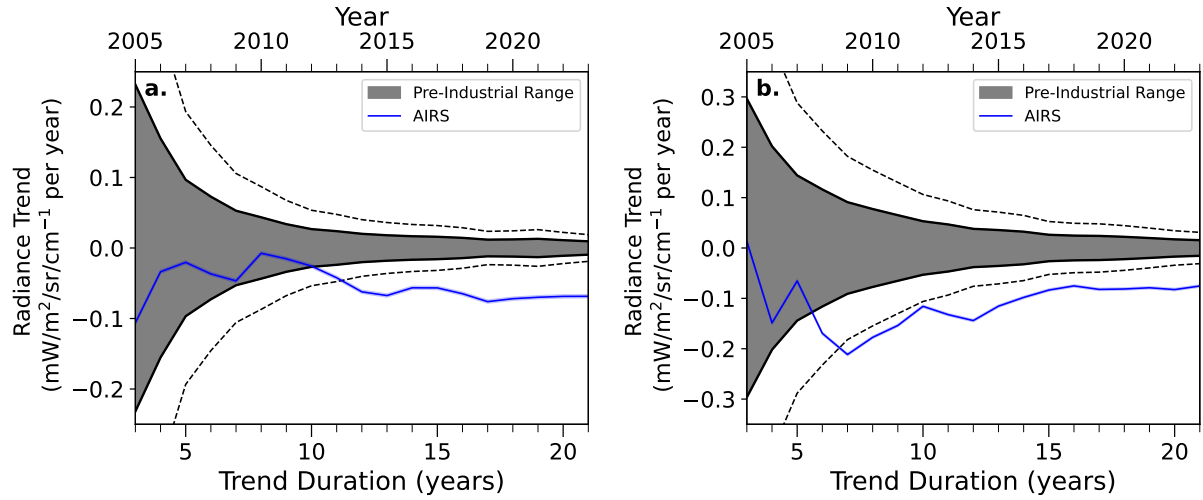 Year
2005 2010 2015 2020
a.
Pre-Industrial Range
AIRS
Radiance Trend
(mW/m²/sr/cm⁻¹ per year)
0.2
0.1
0.0
−0.1
−0.2
5 10 15 20
Trend Duration (years)
Year
2005 2010 2015 2020
b.
Pre-Industrial Range
AIRS
Radiance Trend
(mW/m²/sr/cm⁻¹ per year)
0.3
0.2
0.1
0.0
−0.1
−0.2
−0.3
5 10 15 20
Trend Duration (years)